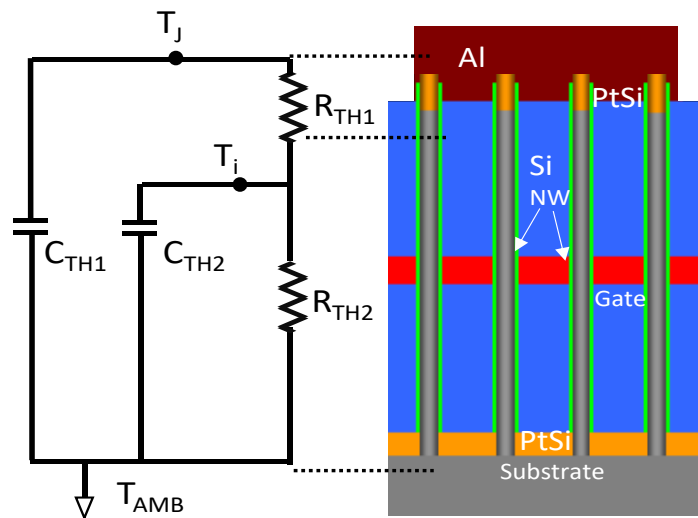 T_J
R_TH1
T_i
C_TH1
C_TH2
R_TH2
T_AMB
Al
PtSi
Si
NW
Gate
PtSi
Substrate